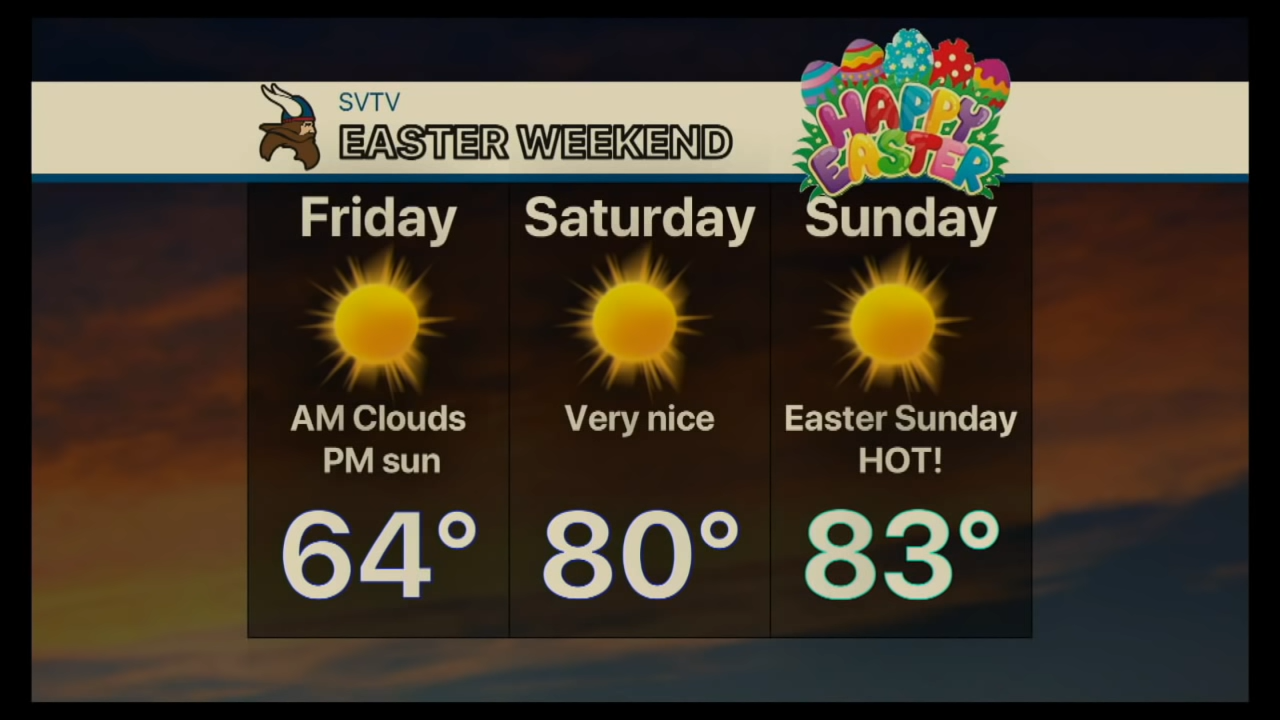 SVTV
EASTER WEEKEND
HAPPY
EASTER
Friday
AM Clouds
PM sun
64°
Saturday
Very nice
80°
Sunday
Easter Sunday
HOT!
83°